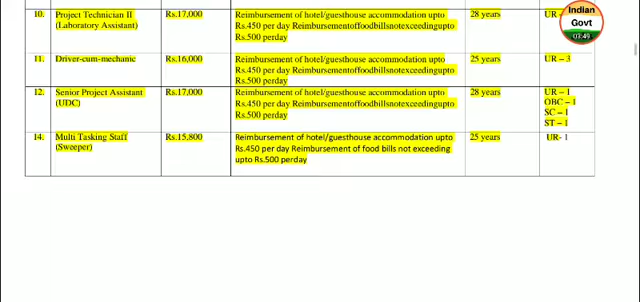 10. Project Technician II Rs.17,000 Reimbursement of hotel/guesthouse accommodation upto 28 years UR
(Laboratory Assistant) Rs.450 per day Reimbursementoffoodbillsnotexceedingupto
Rs.500 perday
Indian
Govt
07:49
11. Driver-cum-mechanic Rs.16,000 Reimbursement of hotel/guesthouse accommodation upto 25 years UR – 3
Rs.450 per day Reimbursementoffoodbillsnotexceedingupto
Rs.500 perday
12. Senior Project Assistant Rs.17,000 Reimbursement of hotel/guesthouse accommodation upto 28 years UR – 1
(UDC) Rs.450 per day Reimbursementoffoodbillsnotexceedingupto OBC – 1
Rs.500 perday SC – 1
ST – 1
14. Multi Tasking Staff Rs.15,800 Reimbursement of hotel/guesthouse accommodation upto 25 years UR- 1
(Sweeper) Rs.450 per day Reimbursement of food bills not exceeding
upto Rs.500 perday